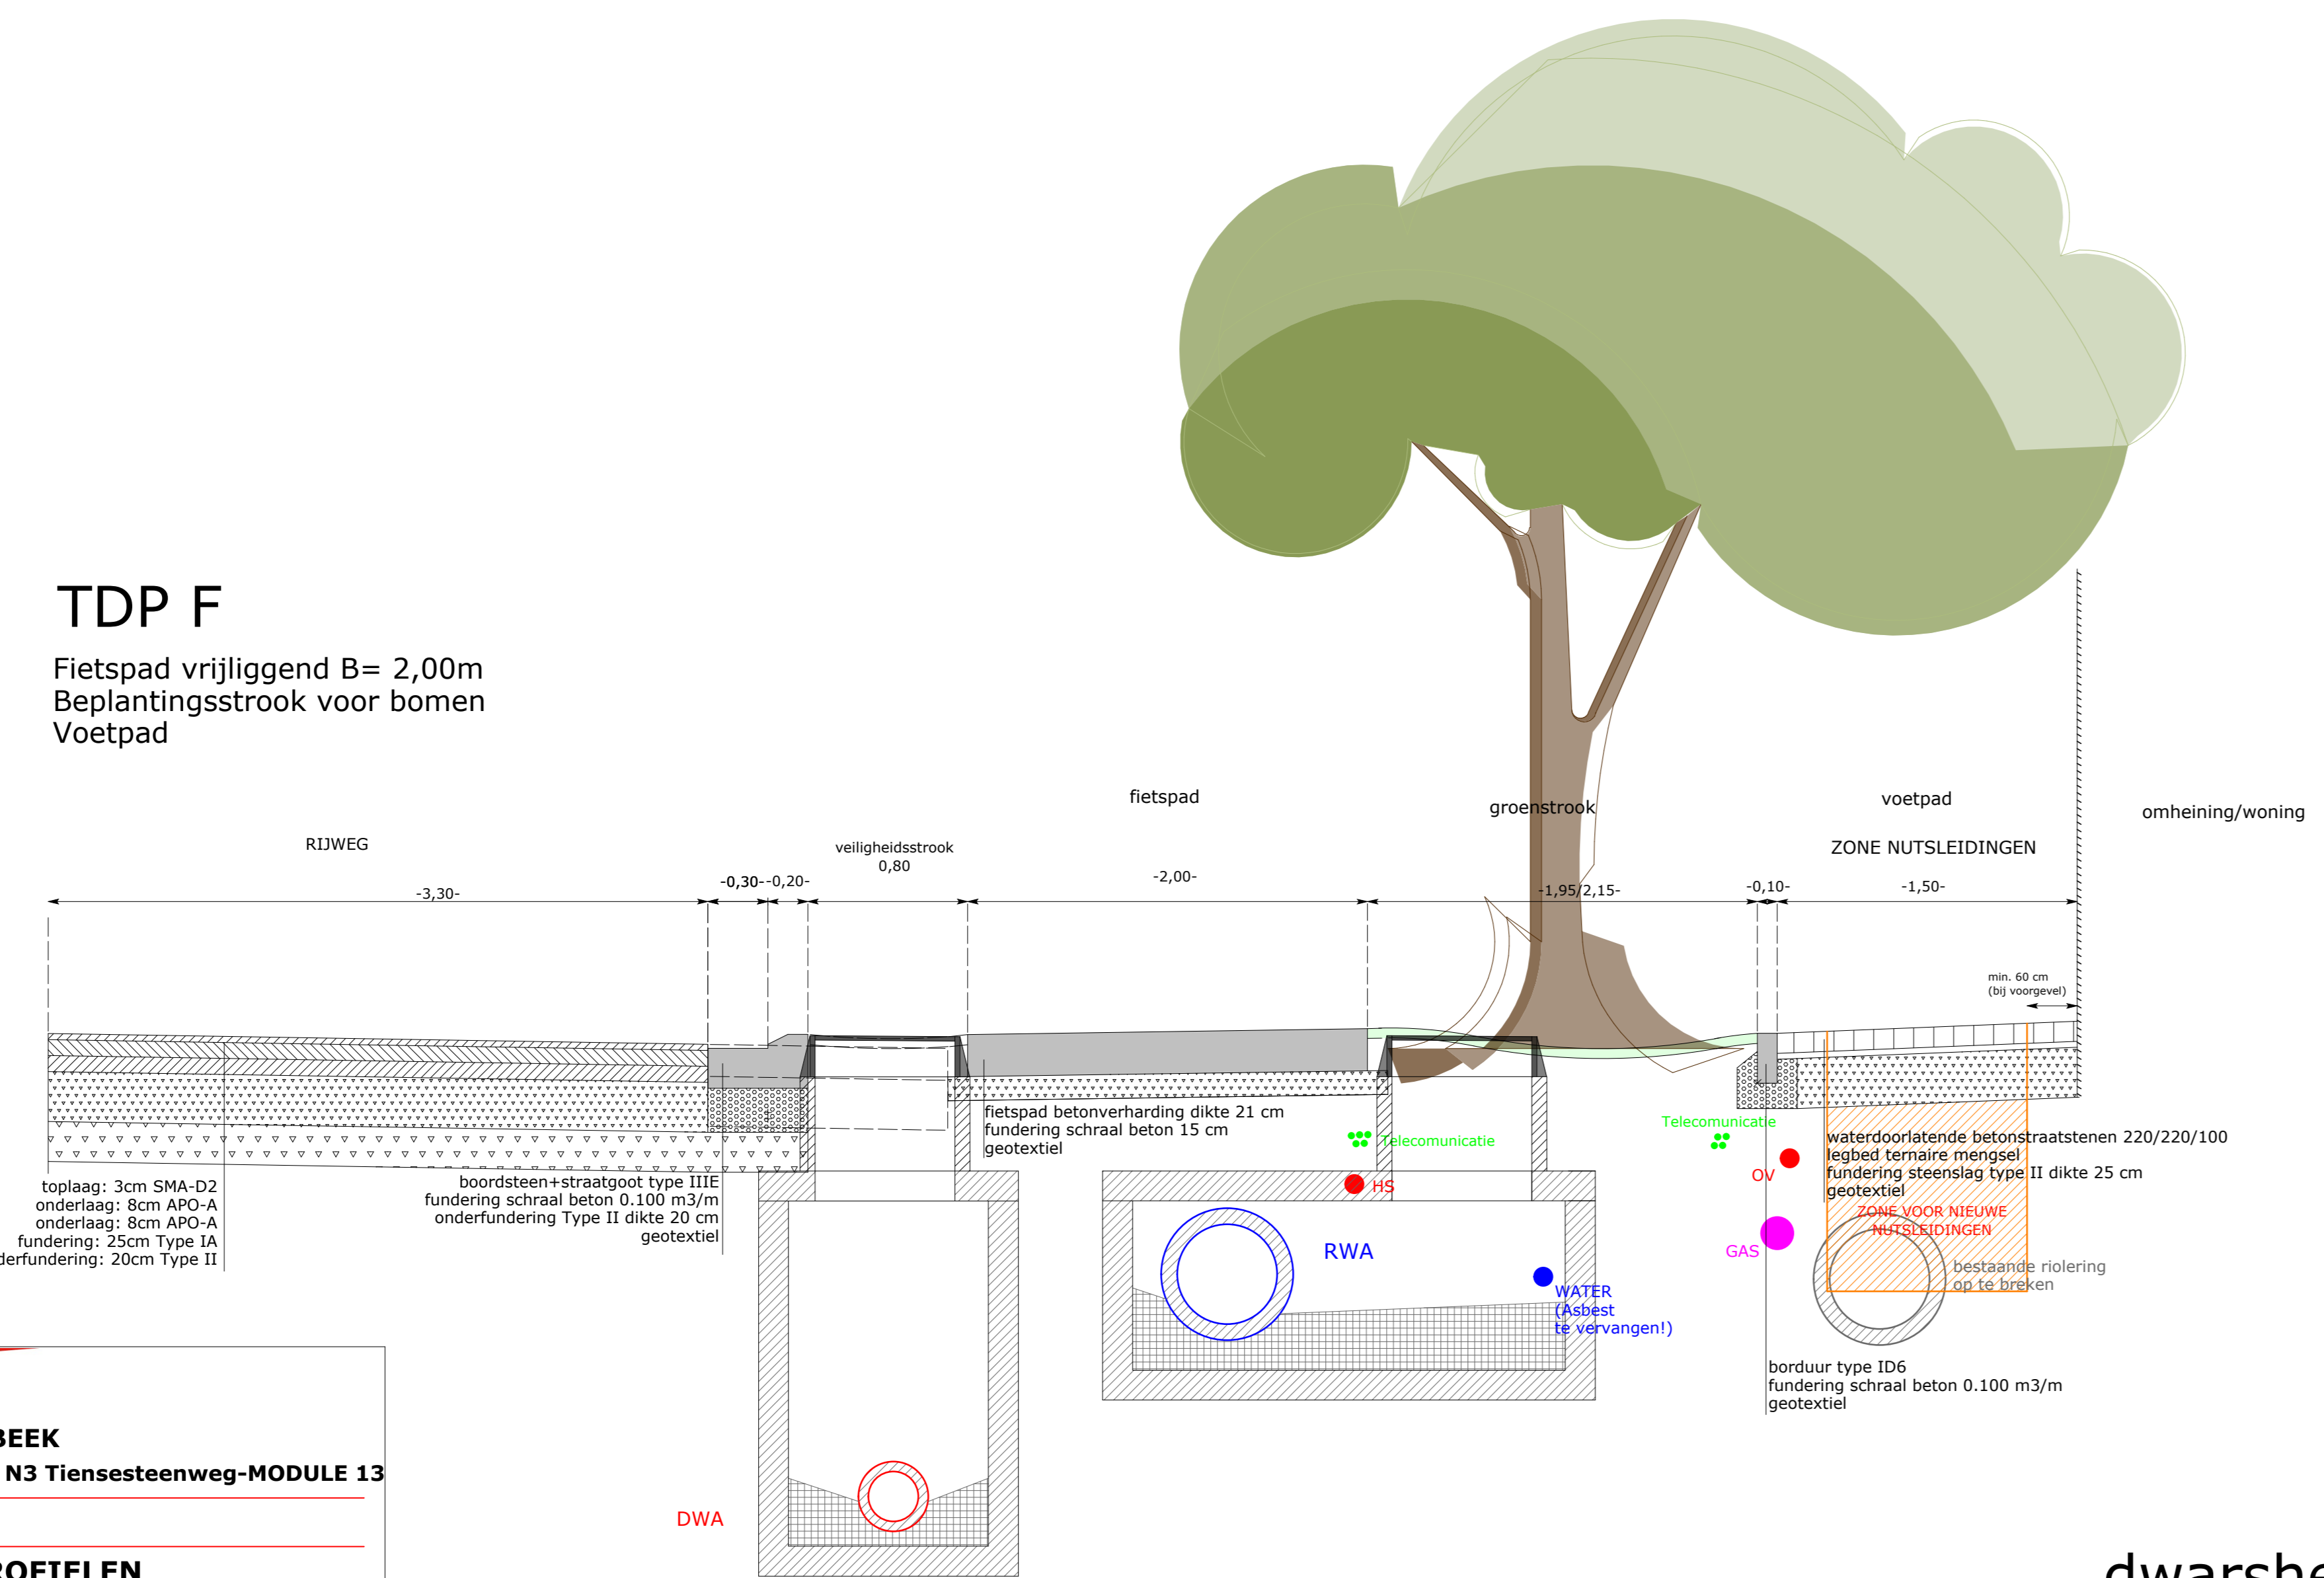 TDP F
Fietspad vrijliggend B= 2,00m
Beplantingsstrook voor bomen
Voetpad
RIJWEG
veiligheidsstrook
0,80
fietspad
groenstrook
voetpad
ZONE NUTSLEIDINGEN
omheining/woning
-3,30-
-0,30-
-0,20-
-2,00-
-1,95/2,15-
-0,10-
-1,50-
min. 60 cm
(bij voorgevel)
toplaag: 3cm SMA-D2
onderlaag: 8cm APO-A
onderlaag: 8cm APO-A
fundering: 25cm Type IA
derfundering: 20cm Type II
boordsteen+straatgoot type IIIE
fundering schraal beton 0.100 m3/m
onderfundering Type II dikte 20 cm
geotextiel
fietspad betonverharding dikte 21 cm
fundering schraal beton 15 cm
geotextiel
Telecomunicatie
HS
RWA
WATER
(Asbest
te vervangen!)
Telecomunicatie
OV
GAS
waterdoorlatende betonstraatstenen 220/220/100
legbed ternaire mengsel
fundering steenslag type II dikte 25 cm
geotextiel
ZONE VOOR NIEUWE
NUTSLEIDINGEN
bestaande riolering
op te breken
borduur type ID6
fundering schraal beton 0.100 m3/m
geotextiel
DWA
BEEK
N3 Tiensesteenweg-MODULE 13
ROFIELEN
dwarshe